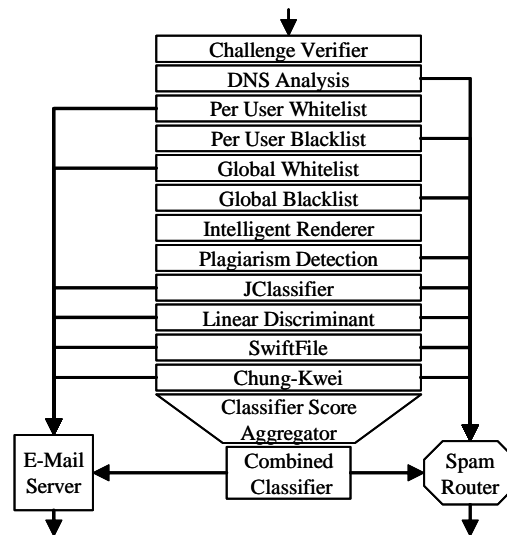 Challenge Verifier
DNS Analysis
Per User Whitelist
Per User Blacklist
Global Whitelist
Global Blacklist
Intelligent Renderer
Plagiarism Detection
JClassifier
Linear Discriminant
SwiftFile
Chung-Kwei
Classifier Score
Aggregator
E-Mail
Server
Combined
Classifier
Spam
Router